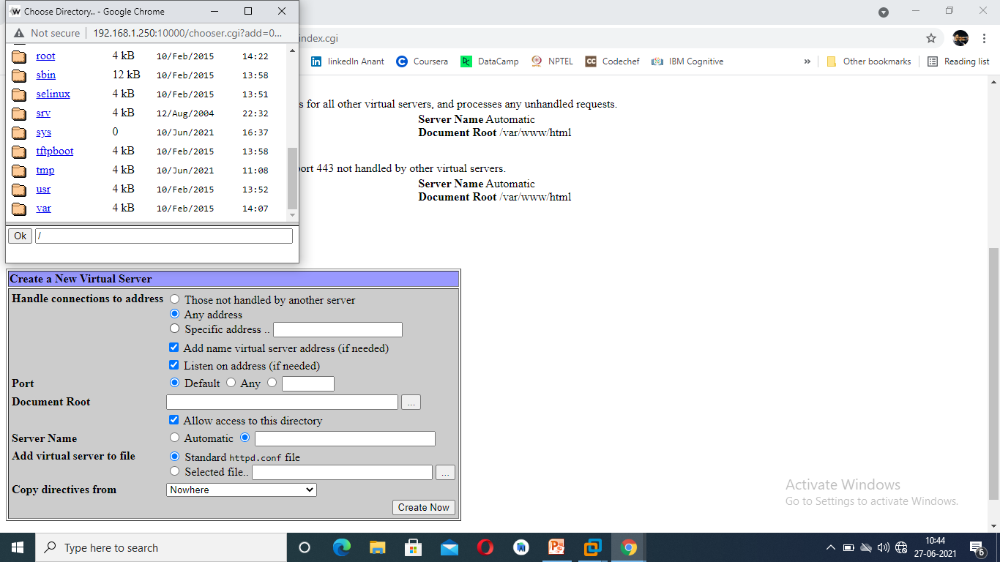 Choose Directory.. - Google Chrome
Not secure 192.168.1.250:10000/chooser.cgi?add=0...
root 4 kB 10/Feb/2015 14:22
sbin 12 kB 10/Feb/2015 13:58
selinux 4 kB 10/Feb/2015 13:51
srv 4 kB 12/Aug/2004 22:32
sys 0 10/Jun/2021 16:37
tftpboot 4 kB 10/Feb/2015 13:58
tmp 4 kB 10/Jun/2021 11:08
usr 4 kB 10/Feb/2015 13:52
var 4 kB 10/Feb/2015 14:07
Ok /
index.cgi
linkedIn Anant Coursera DataCamp NPTEL Codechef IBM Cognitive » Other bookmarks Reading list
s for all other virtual servers, and processes any unhandled requests.
Server Name Automatic
Document Root /var/www/html
port 443 not handled by other virtual servers.
Server Name Automatic
Document Root /var/www/html
Create a New Virtual Server
Handle connections to address Those not handled by another server
Any address
Specific address ..
Add name virtual server address (if needed)
Listen on address (if needed)
Port Default Any
Document Root ...
Allow access to this directory
Server Name Automatic
Add virtual server to file Standard httpd.conf file
Selected file.. ...
Copy directives from Nowhere
Create Now
Activate Windows
Go to Settings to activate Windows.
Type here to search
10:44
27-06-2021
6